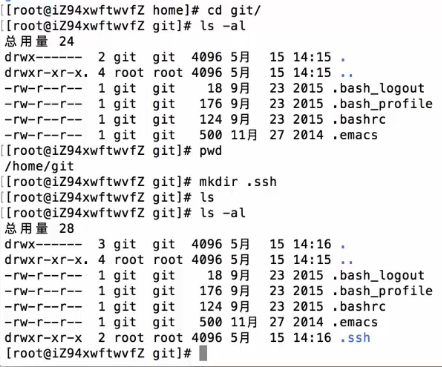 [[root@iZ94xwftwvfZ home]# cd git/
[[root@iZ94xwftwvfZ git]# ls -al
总用量 24
drwx------  2 git  git  4096 5月  15 14:15 .
drwxr-xr-x. 4 root root 4096 5月  15 14:15 ..
-rw-r--r--  1 git  git    18 9月  23 2015 .bash_logout
-rw-r--r--  1 git  git   176 9月  23 2015 .bash_profile
-rw-r--r--  1 git  git   124 9月  23 2015 .bashrc
-rw-r--r--  1 git  git   500 11月 27 2014 .emacs
[[root@iZ94xwftwvfZ git]# pwd
/home/git
[[root@iZ94xwftwvfZ git]# mkdir .ssh
[[root@iZ94xwftwvfZ git]# ls
[[root@iZ94xwftwvfZ git]# ls -al
总用量 28
drwx------  3 git  git  4096 5月  15 14:16 .
drwxr-xr-x. 4 root root 4096 5月  15 14:15 ..
-rw-r--r--  1 git  git    18 9月  23 2015 .bash_logout
-rw-r--r--  1 git  git   176 9月  23 2015 .bash_profile
-rw-r--r--  1 git  git   124 9月  23 2015 .bashrc
-rw-r--r--  1 git  git   500 11月 27 2014 .emacs
drwxr-xr-x  2 root root 4096 5月  15 14:16 .ssh
[root@iZ94xwftwvfZ git]#